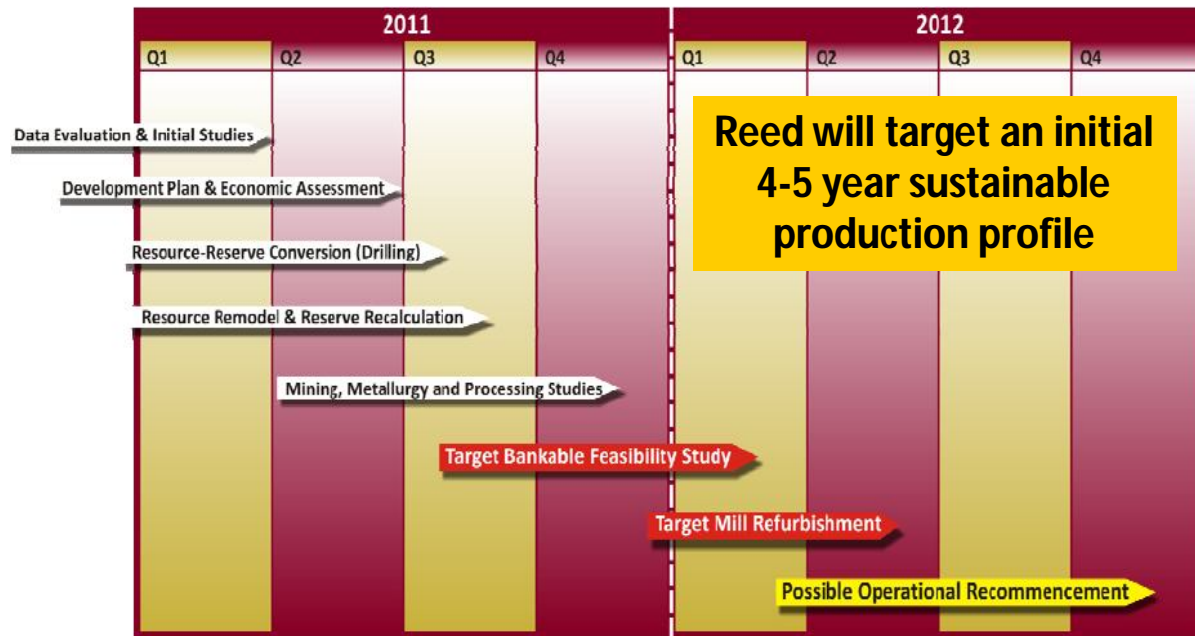 2011
2012
Q1
Q2
Q3
Q4
Q1
Q2
Q3
Q4
Reed will target an initial
4-5 year sustainable
production profile
Data Evaluation & Initial Studies
Development Plan & Economic Assessment
Resource-Reserve Conversion (Drilling)
Resource Remodel & Reserve Recalculation
Mining, Metallurgy and Processing Studies
Target Bankable Feasibility Study
Target Mill Refurbishment
Possible Operational Recommencement